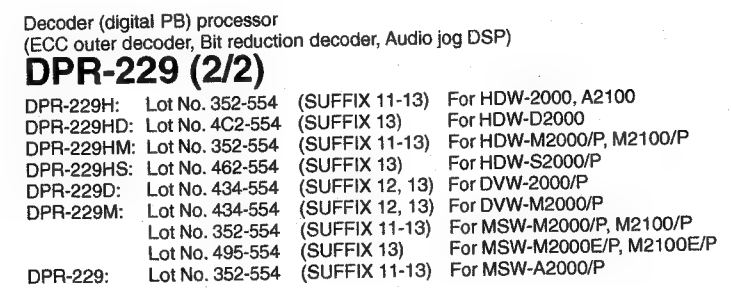 Decoder (digital PB) processor
(ECC outer decoder, Bit reduction decoder, Audio jog DSP)
DPR-229 (2/2)
DPR-229H: Lot No. 352-554 (SUFFIX 11-13) For HDW-2000, A2100
DPR-229HD: Lot No. 4C2-554 (SUFFIX 13) For HDW-D2000
DPR-229HM: Lot No. 352-554 (SUFFIX 11-13) For HDW-M2000/P, M2100/P
DPR-229HS: Lot No. 462-554 (SUFFIX 13) For HDW-S2000/P
DPR-229D: Lot No. 434-554 (SUFFIX 12, 13) For DVW-2000/P
DPR-229M: Lot No. 434-554 (SUFFIX 12, 13) For DVW-M2000/P
Lot No. 352-554 (SUFFIX 11-13) For MSW-M2000/P, M2100/P
Lot No. 495-554 (SUFFIX 13) For MSW-M2000E/P, M2100E/P
DPR-229: Lot No. 352-554 (SUFFIX 11-13) For MSW-A2000/P